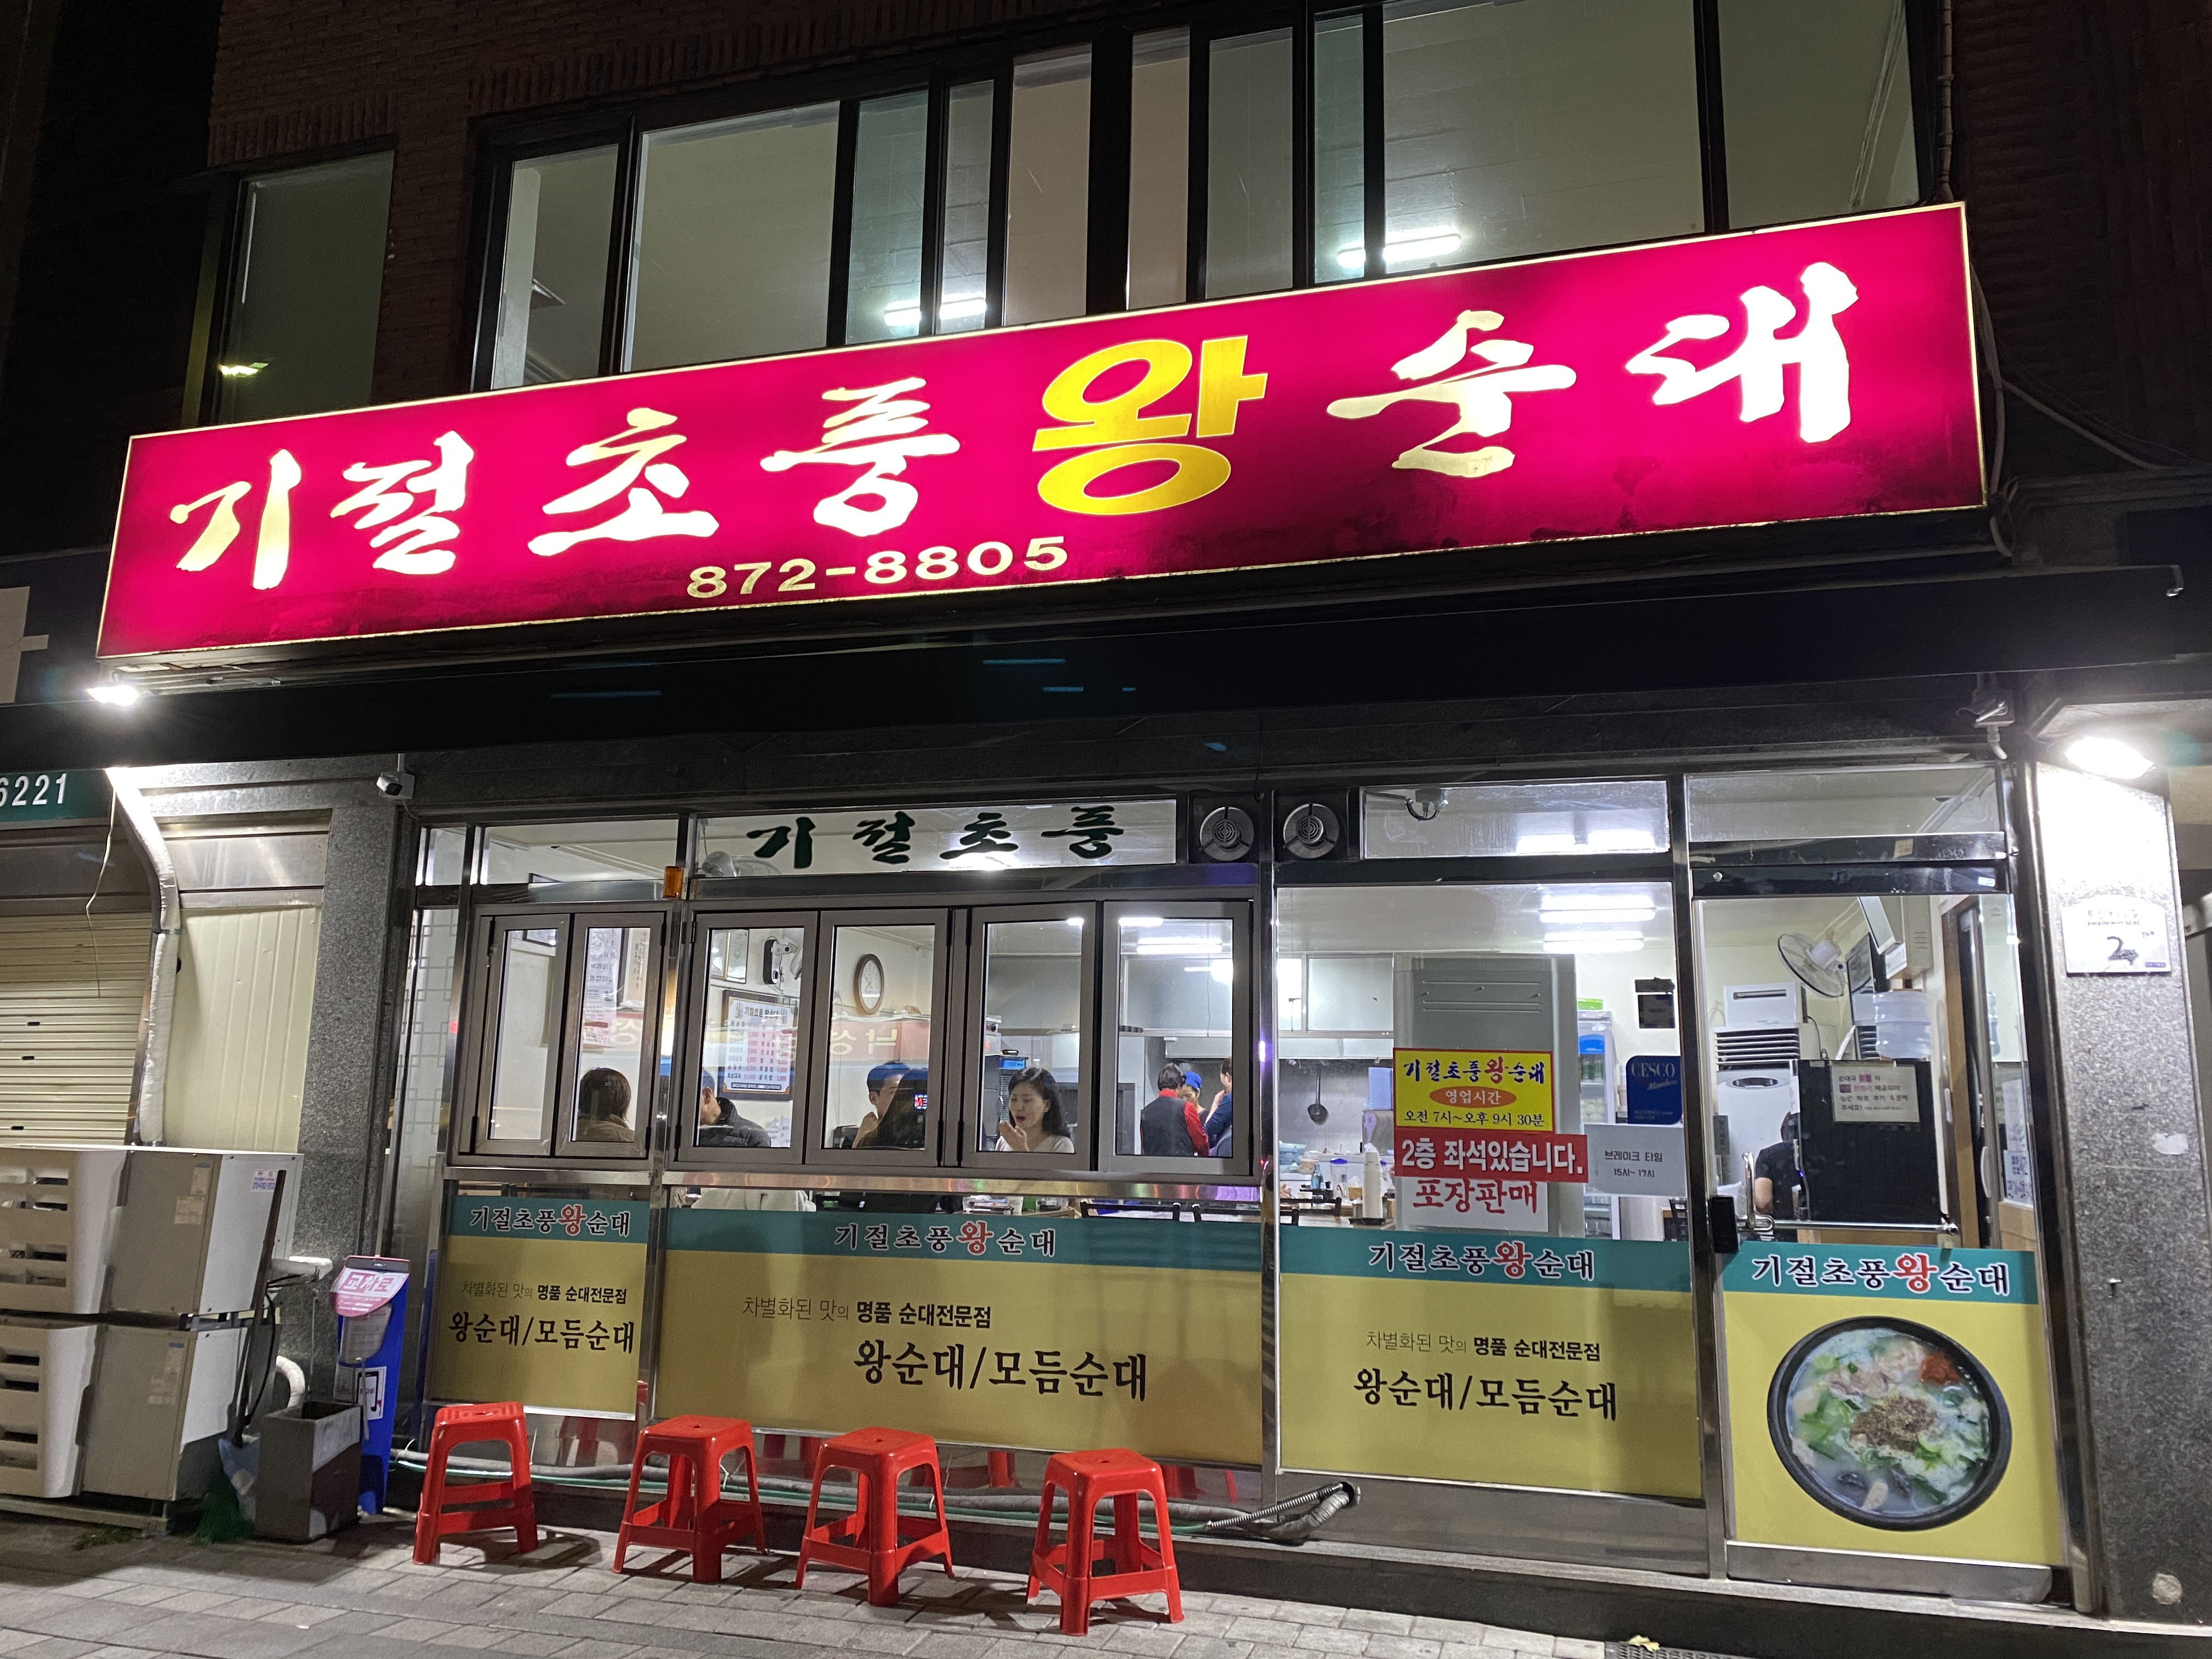 기절초풍왕순대
872-8805
6221
기절초풍
기절초풍왕순대
영업시간
오전 7시~오후 9시 30분
2층 좌석있습니다.
포장판매
브레이크 타임
15시~17시
CESCO
기절초풍왕순대
차별화된 맛의 명품 순대전문점
왕순대/모듬순대
기절초풍왕순대
차별화된 맛의 명품 순대전문점
왕순대/모듬순대
기절초풍왕순대
차별화된 맛의 명품 순대전문점
왕순대/모듬순대
기절초풍왕순대
교차로